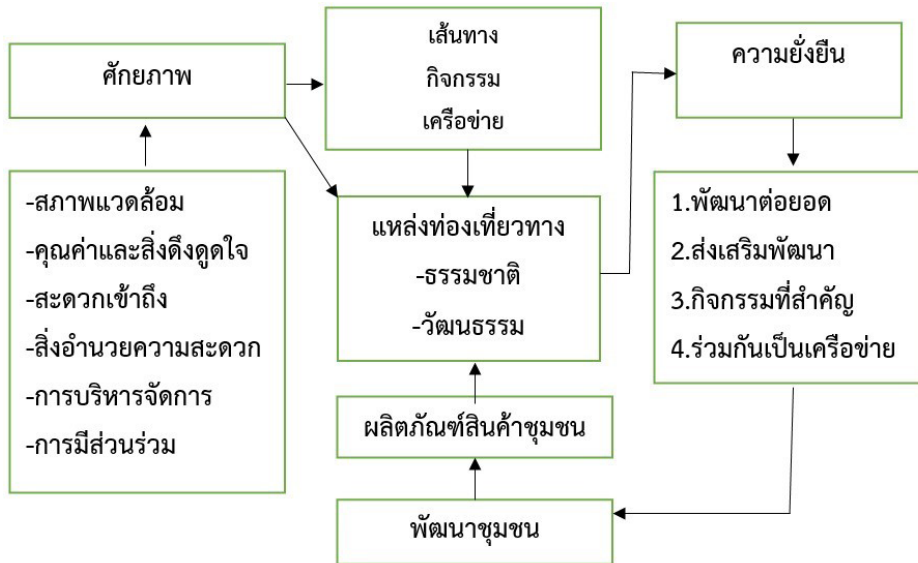 ศักยภาพ
เส้นทาง
กิจกรรม
เครือข่าย
ความยั่งยืน
-สภาพแวดล้อม
-คุณค่าและสิ่งดึงดูดใจ
-สะดวกเข้าถึง
-สิ่งอำนวยความสะดวก
-การบริหารจัดการ
-การมีส่วนร่วม
แหล่งท่องเที่ยวทาง
-ธรรมชาติ
-วัฒนธรรม
1.พัฒนาต่อยอด
2.ส่งเสริมพัฒนา
3.กิจกรรมที่สำคัญ
4.ร่วมกันเป็นเครือข่าย
ผลิตภัณฑ์สินค้าชุมชน
พัฒนาชุมชน